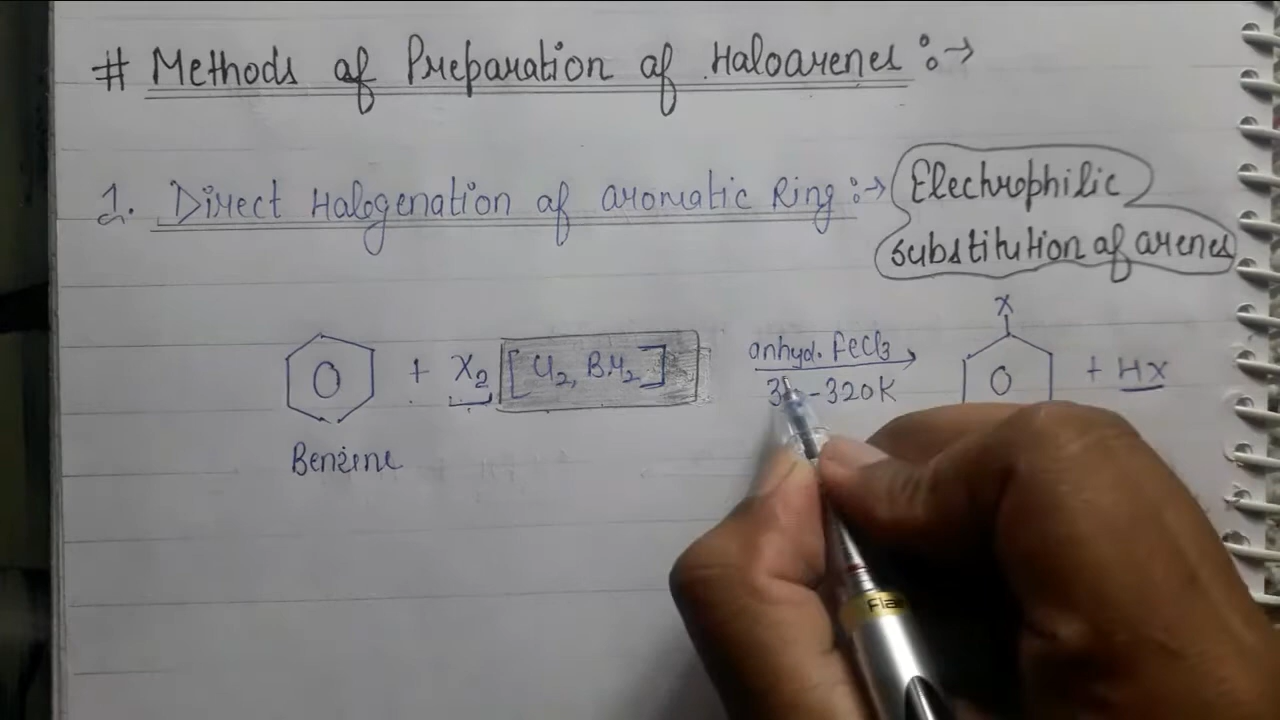 # Methods of Preparation of Haloarenes :→
1. Direct Halogenation of aromatic Ring :→ Electrophilic
substitution of arenes
X
+ X2 [Cl2, Br2] anhyd. FeCl3 -320K + HX
Benzene
Flair